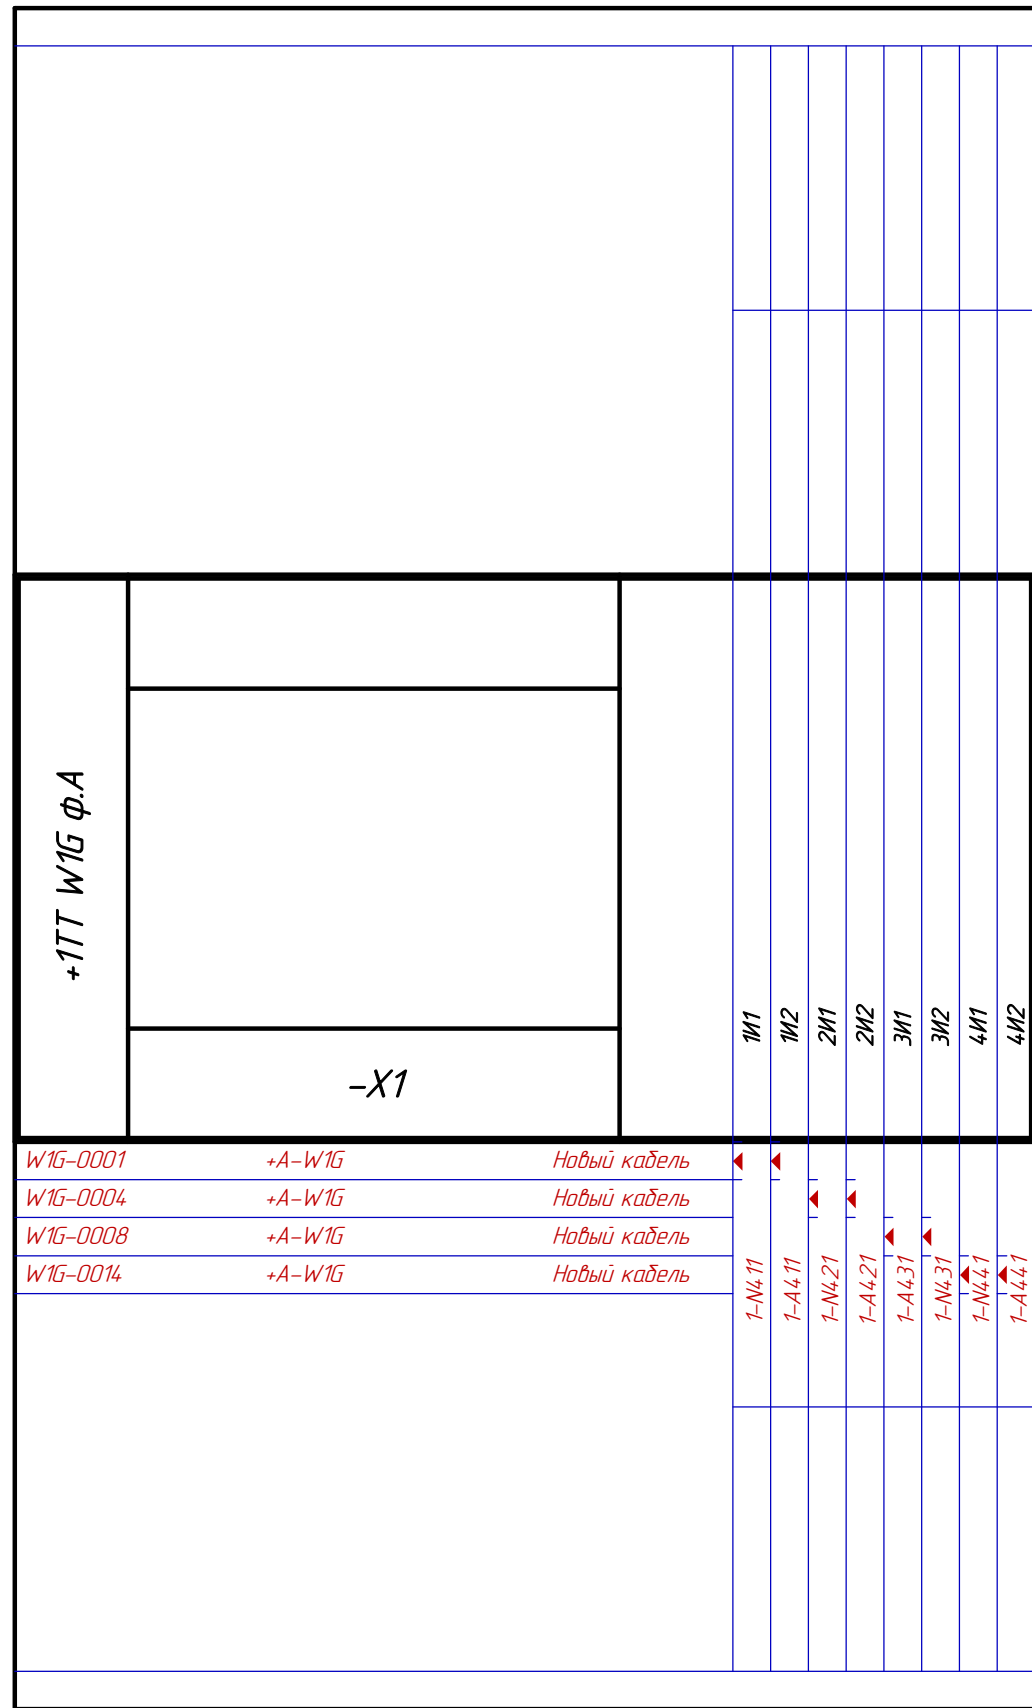 +1ТТ W1G ф.А
-X1
1И1
1И2
2И1
2И2
3И1
3И2
4И1
4И2
W1G-0001 +A-W1G Новый кабель
W1G-0004 +A-W1G Новый кабель
W1G-0008 +A-W1G Новый кабель
W1G-0014 +A-W1G Новый кабель
1-N411
1-A411
1-N421
1-A421
1-A431
1-N431
1-N441
1-A441